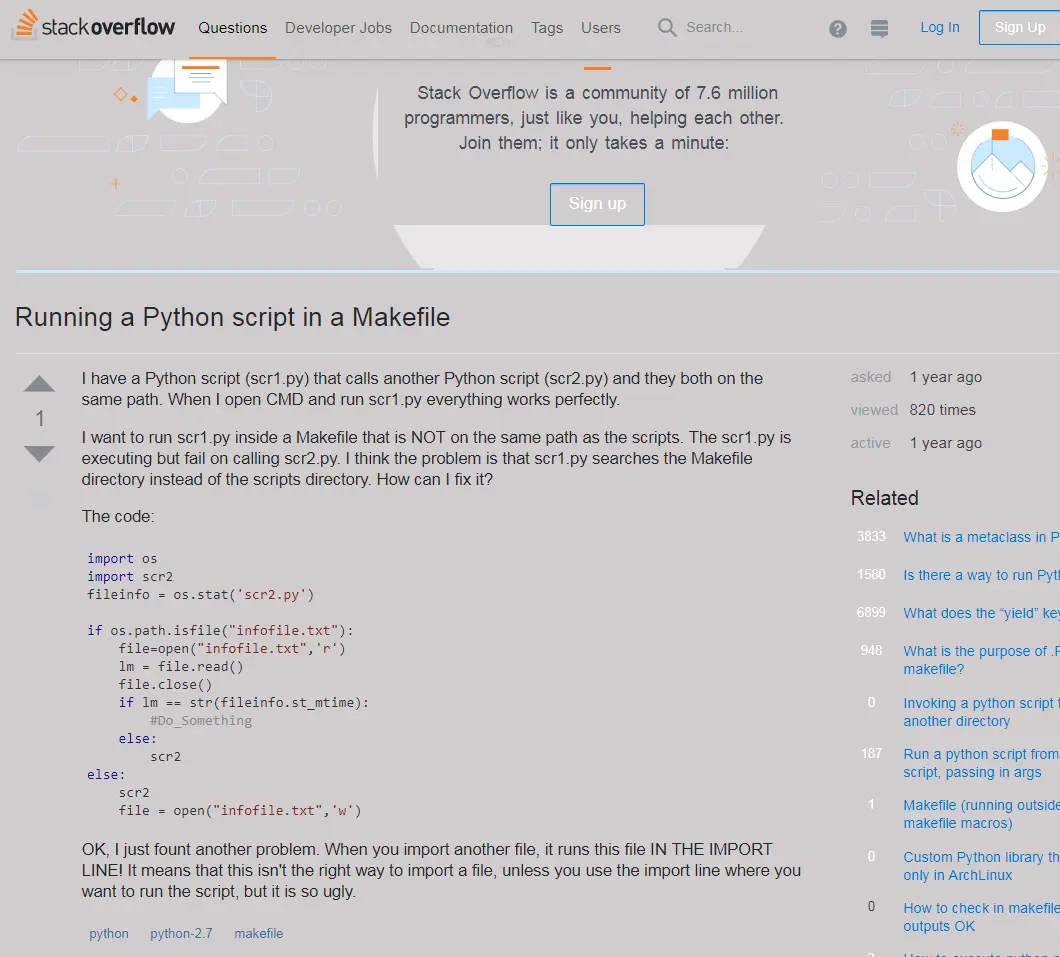 stackoverflow Questions Developer Jobs Documentation Tags Users Search... ? Log In Sign Up
Stack Overflow is a community of 7.6 million
programmers, just like you, helping each other.
Join them; it only takes a minute:
Sign up
Running a Python script in a Makefile
1
I have a Python script (scr1.py) that calls another Python script (scr2.py) and they both on the
same path. When I open CMD and run scr1.py everything works perfectly.
I want to run scr1.py inside a Makefile that is NOT on the same path as the scripts. The scr1.py is
executing but fail on calling scr2.py. I think the problem is that scr1.py searches the Makefile
directory instead of the scripts directory. How can I fix it?
The code:
import os
import scr2
fileinfo = os.stat('scr2.py')
if os.path.isfile("infofile.txt"):
file=open("infofile.txt",'r')
lm = file.read()
file.close()
if lm == str(fileinfo.st_mtime):
#Do_Something
else:
scr2
else:
scr2
file = open("infofile.txt",'w')
OK, I just fount another problem. When you import another file, it runs this file IN THE IMPORT
LINE! It means that this isn't the right way to import a file, unless you use the import line where you
want to run the script, but it is so ugly.
python python-2.7 makefile
asked 1 year ago
viewed 820 times
active 1 year ago
Related
3833 What is a metaclass in P
1580 Is there a way to run Pyt
6899 What does the “yield” key
948 What is the purpose of .P
makefile?
0 Invoking a python script f
another directory
187 Run a python script from
script, passing in args
1 Makefile (running outside
makefile macros)
0 Custom Python library th
only in ArchLinux
0 How to check in makefile
outputs OK